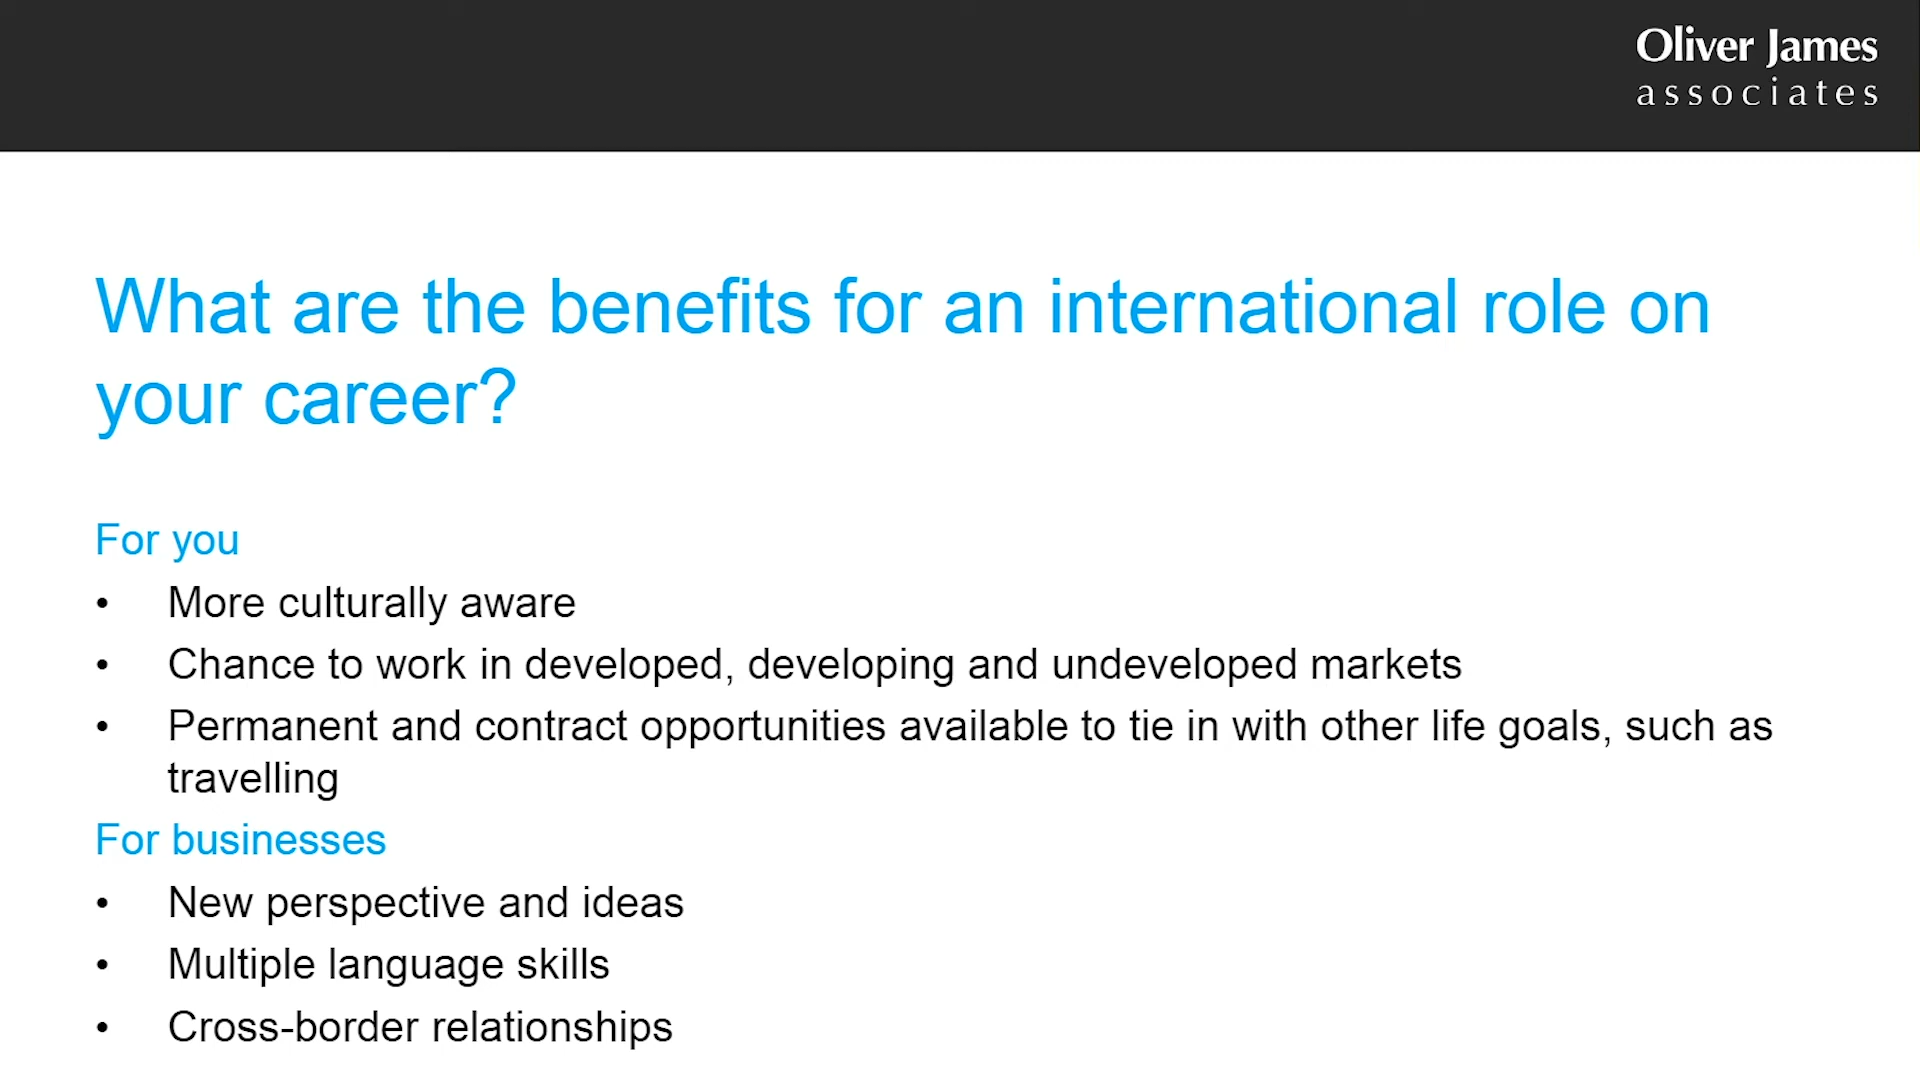 Oliver James
associates
What are the benefits for an international role on
your career?
For you
• More culturally aware
• Chance to work in developed, developing and undeveloped markets
• Permanent and contract opportunities available to tie in with other life goals, such as
travelling
For businesses
• New perspective and ideas
• Multiple language skills
• Cross-border relationships